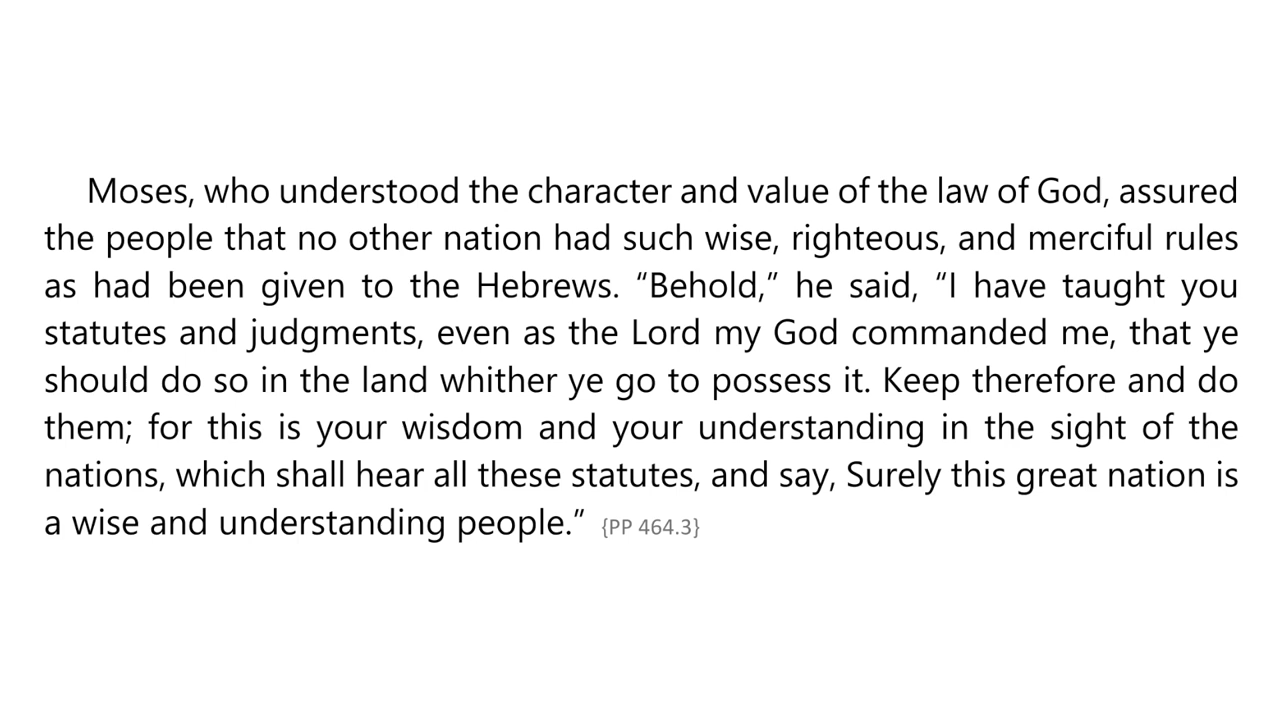 Moses, who understood the character and value of the law of God, assured
the people that no other nation had such wise, righteous, and merciful rules
as had been given to the Hebrews. “Behold,” he said, “I have taught you
statutes and judgments, even as the Lord my God commanded me, that ye
should do so in the land whither ye go to possess it. Keep therefore and do
them; for this is your wisdom and your understanding in the sight of the
nations, which shall hear all these statutes, and say, Surely this great nation is
a wise and understanding people.” {PP 464.3}